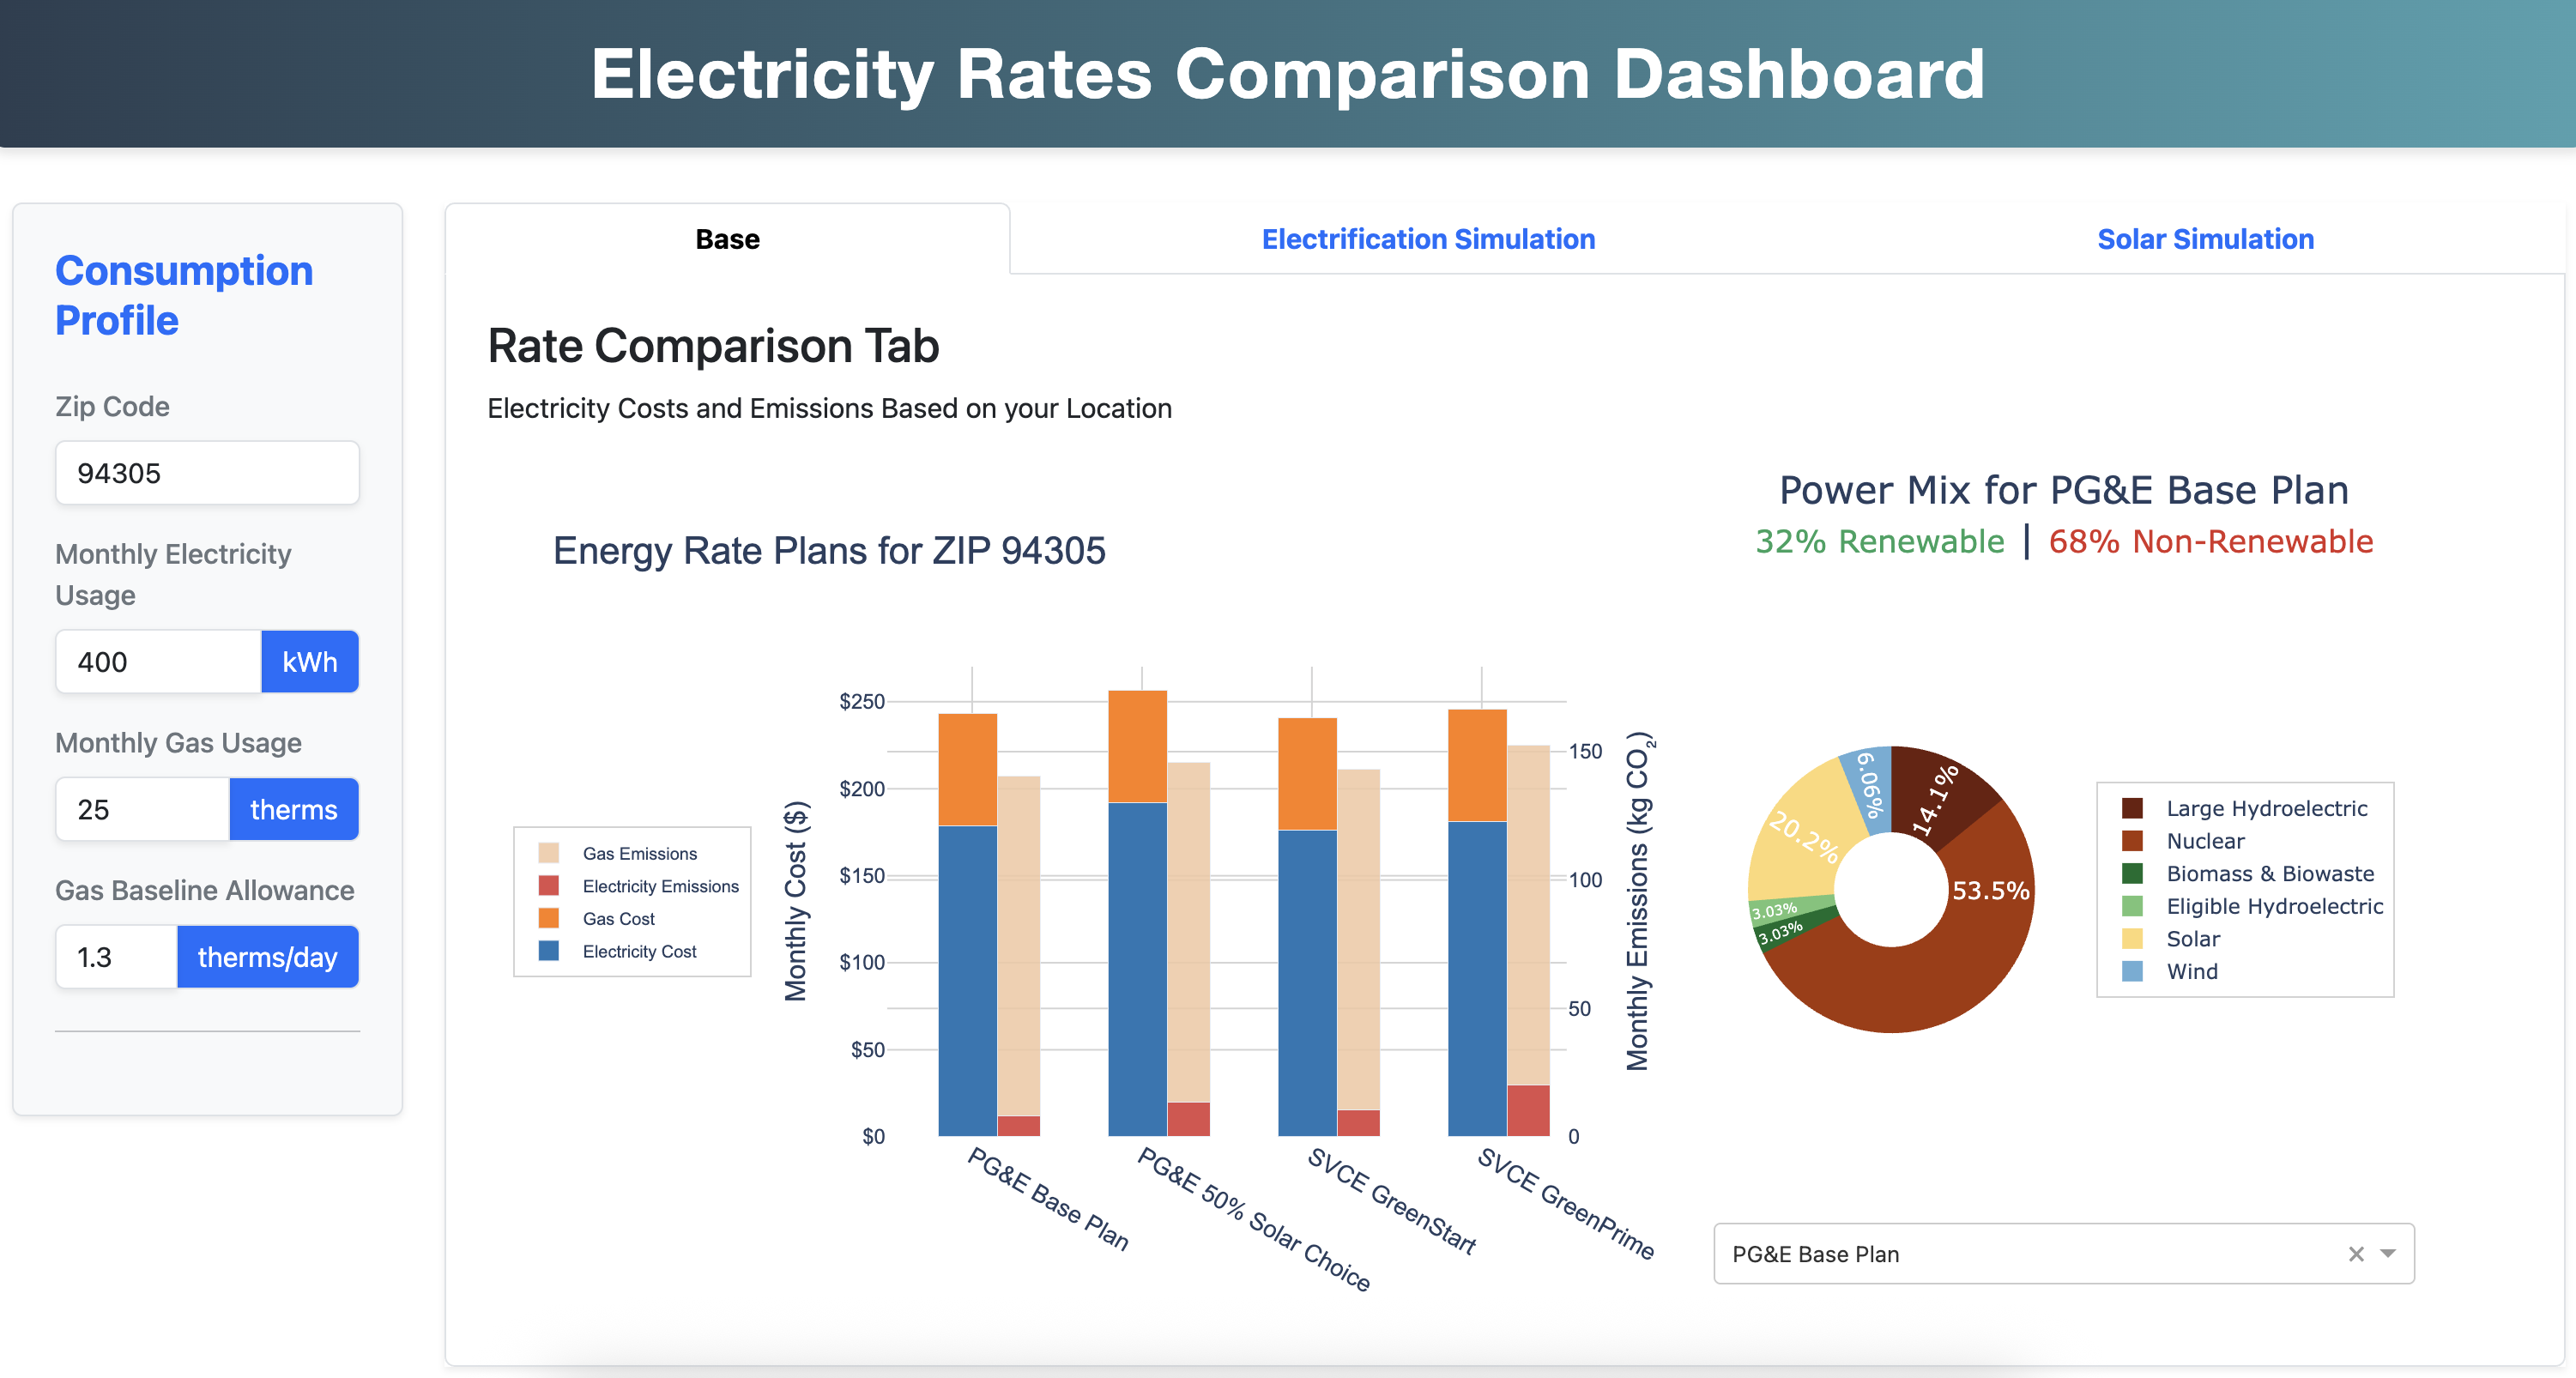 Electricity Rates Comparison Dashboard
Consumption
Profile
Zip Code
94305
Monthly Electricity
Usage
400 kWh
Monthly Gas Usage
25 therms
Gas Baseline Allowance
1.3 therms/day
Base
Electrification Simulation
Solar Simulation
Rate Comparison Tab
Electricity Costs and Emissions Based on your Location
Energy Rate Plans for ZIP 94305
Gas Emissions
Electricity Emissions
Gas Cost
Electricity Cost
Monthly Cost ($)
$250
$200
$150
$100
$50
$0
150
100
50
0
Monthly Emissions (kg CO₂)
PG&E Base Plan
PG&E 50% Solar Choice
SVCE GreenStart
SVCE GreenPrime
Power Mix for PG&E Base Plan
32% Renewable | 68% Non-Renewable
6.06%
14.1%
20.2%
53.5%
3.03%
3.03%
Large Hydroelectric
Nuclear
Biomass & Biowaste
Eligible Hydroelectric
Solar
Wind
PG&E Base Plan ×